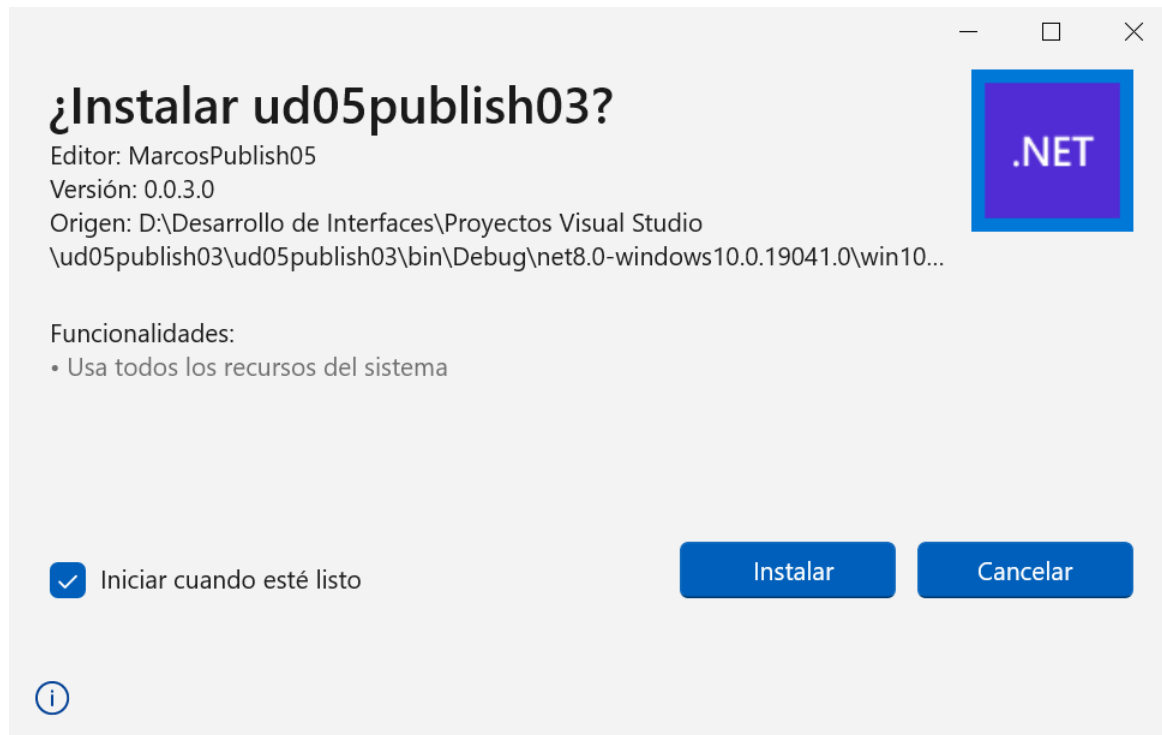 ¿Instalar ud05publish03?
Editor: MarcosPublish05
Versión: 0.0.3.0
Origen: D:\Desarrollo de Interfaces\Proyectos Visual Studio
\ud05publish03\ud05publish03\bin\Debug\net8.0-windows10.0.19041.0\win10...
.NET
Funcionalidades:
• Usa todos los recursos del sistema
Iniciar cuando esté listo
Instalar
Cancelar